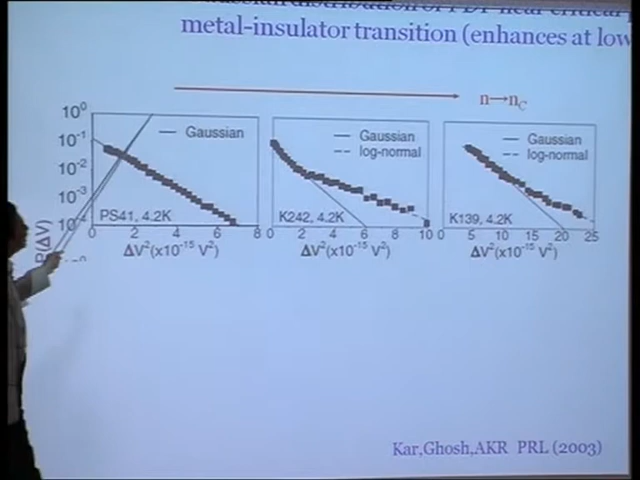 metal-insulator transition (enhances at low
n→n_C
10^0
10^-1
10^-2
10^-3
10^-4
P(ΔV)
Gaussian
PS41, 4.2K
0 2 4 6 8
ΔV²(x10^-15 V²)
Gaussian
log-normal
K242, 4.2K
0 2 4 6 8 10
ΔV²(x10^-15 V²)
Gaussian
log-normal
K139, 4.2K
0 5 10 15 20 25
ΔV²(x10^-15 V²)
Kar,Ghosh,AKR PRL (2003)